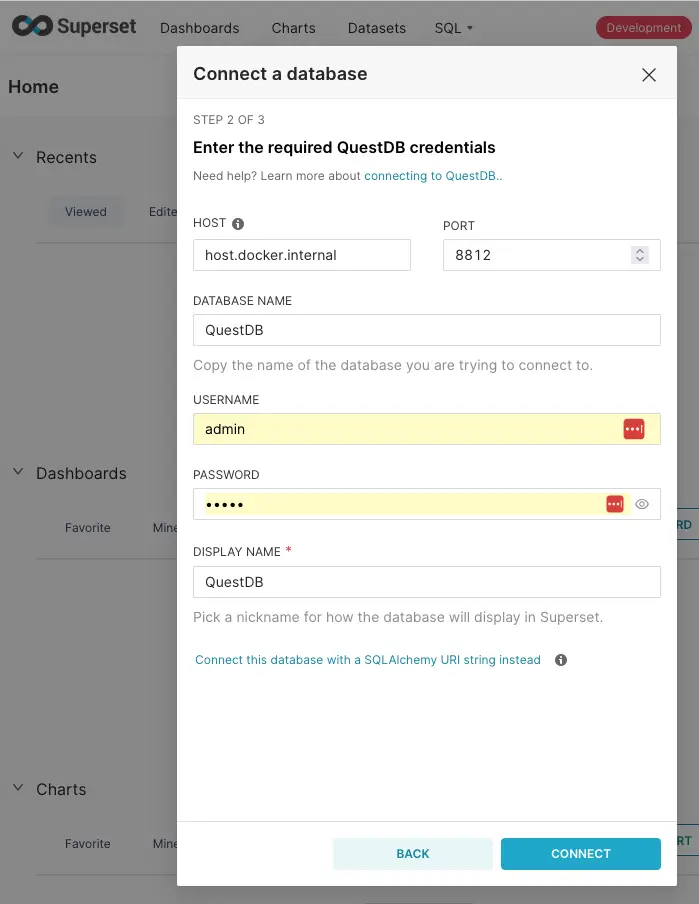 Superset Dashboards Charts Datasets SQL Development
Home
Recents
Viewed Edite
Dashboards
Favorite Mine RD
Charts
Favorite Mine RT
Connect a database
STEP 2 OF 3
Enter the required QuestDB credentials
Need help? Learn more about connecting to QuestDB..
HOST PORT
host.docker.internal 8812
DATABASE NAME
QuestDB
Copy the name of the database you are trying to connect to.
USERNAME
admin
PASSWORD
•••••
DISPLAY NAME *
QuestDB
Pick a nickname for how the database will display in Superset.
Connect this database with a SQLAlchemy URI string instead
BACK CONNECT